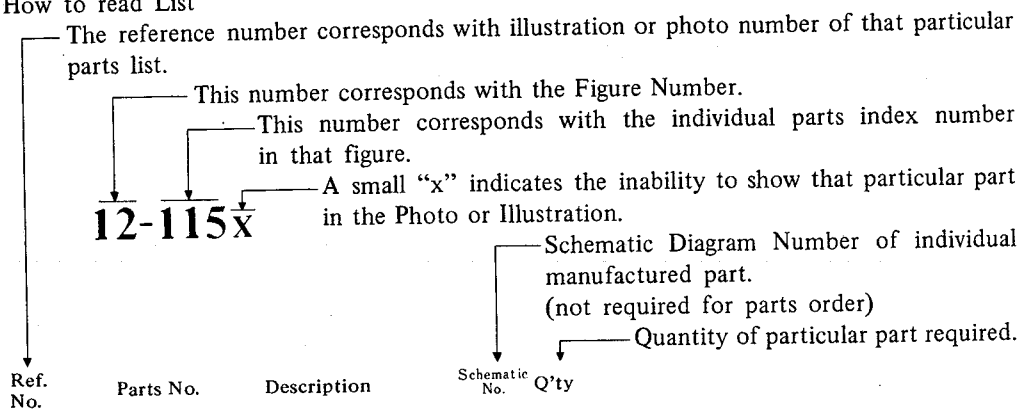 How to read List
The reference number corresponds with illustration or photo number of that particular
parts list.
This number corresponds with the Figure Number.
This number corresponds with the individual parts index number
in that figure.
A small “x” indicates the inability to show that particular part
in the Photo or Illustration.
12-115x
Schematic Diagram Number of individual
manufactured part.
(not required for parts order)
Quantity of particular part required.
Ref. No.
Parts No.
Description
Schematic No.
Q'ty